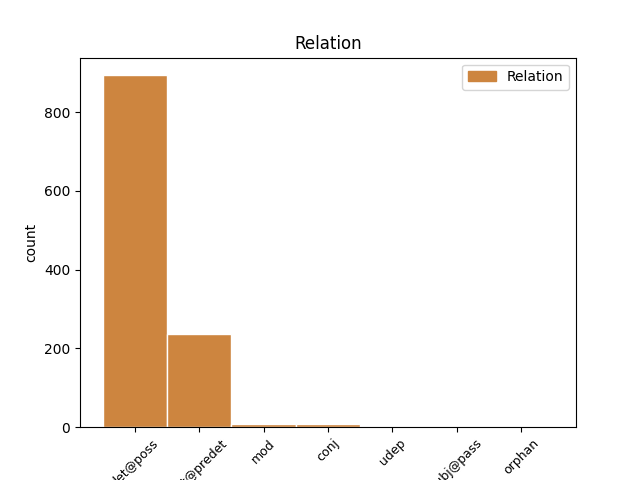 Relation
Relation
count
800
600
400
200
0
mod
conj
udep
orphan